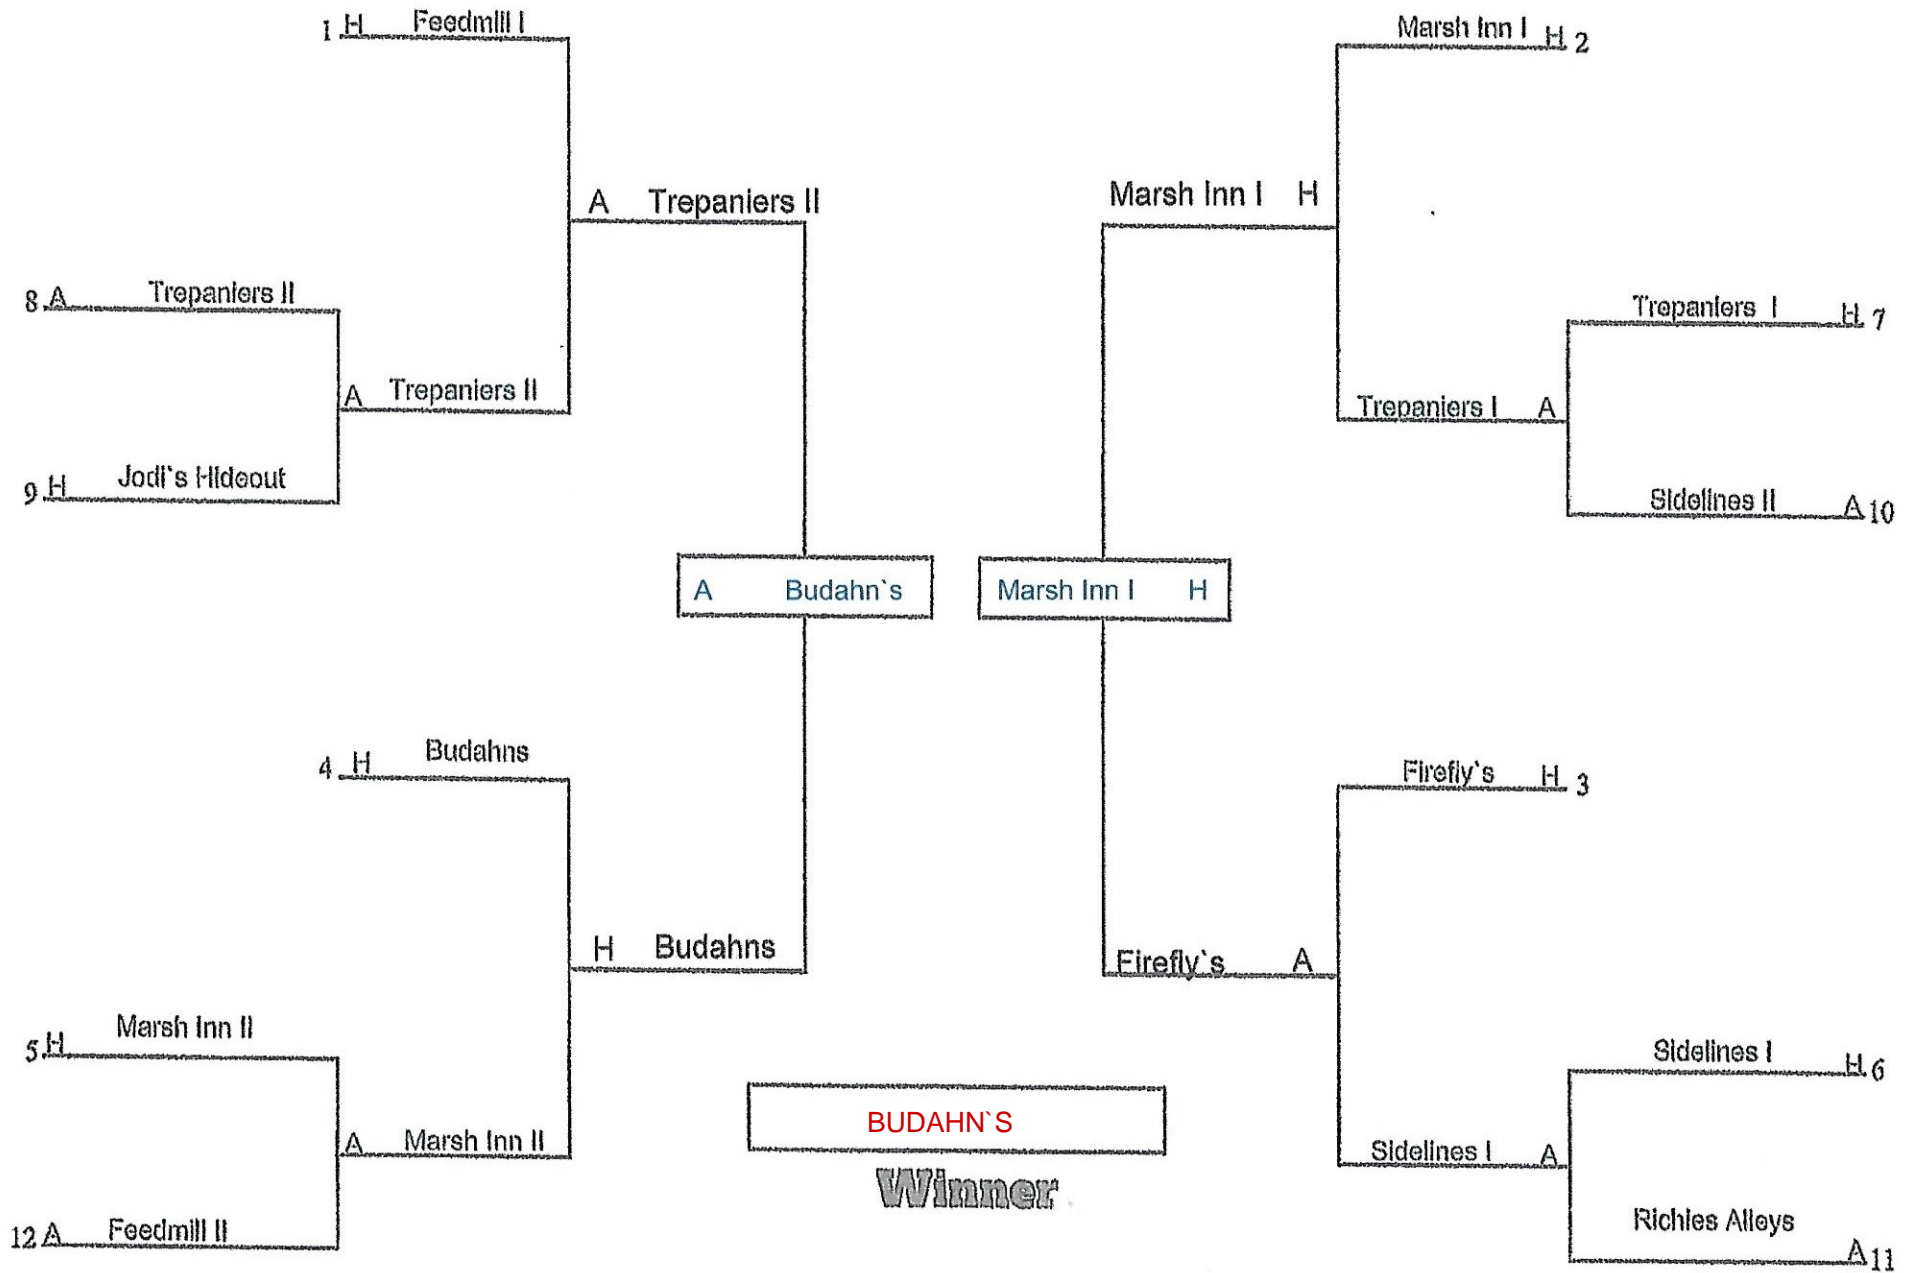 1 H Feedmill I
Marsh Inn I H 2
A Trepaniers II
Marsh Inn I H
8 A Trepaniers II
Trepaniers I H 7
A Trepaniers II
Trepaniers I A
9 H Jodi`s Hideout
Sidelines II A 10
A Budahn`s
Marsh Inn I H
4 H Budahns
Firefly`s H 3
H Budahns
Firefly`s A
5 H Marsh Inn II
Sidelines I H 6
BUDAHN`S
A Marsh Inn II
Sidelines I A
Winner
12 A Feedmill II
Richies Alleys A 11